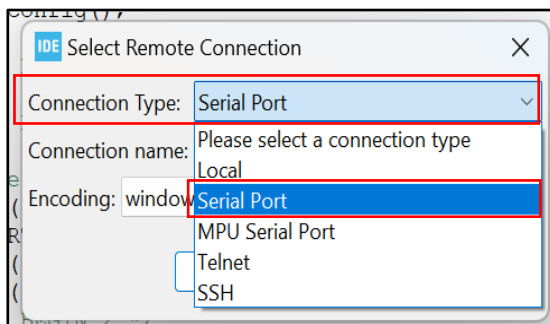 onfig();
IDE Select Remote Connection
Connection Type: Serial Port
Please select a connection type
Connection name:
Local
Encoding: window
Serial Port
MPU Serial Port
Telnet
SSH